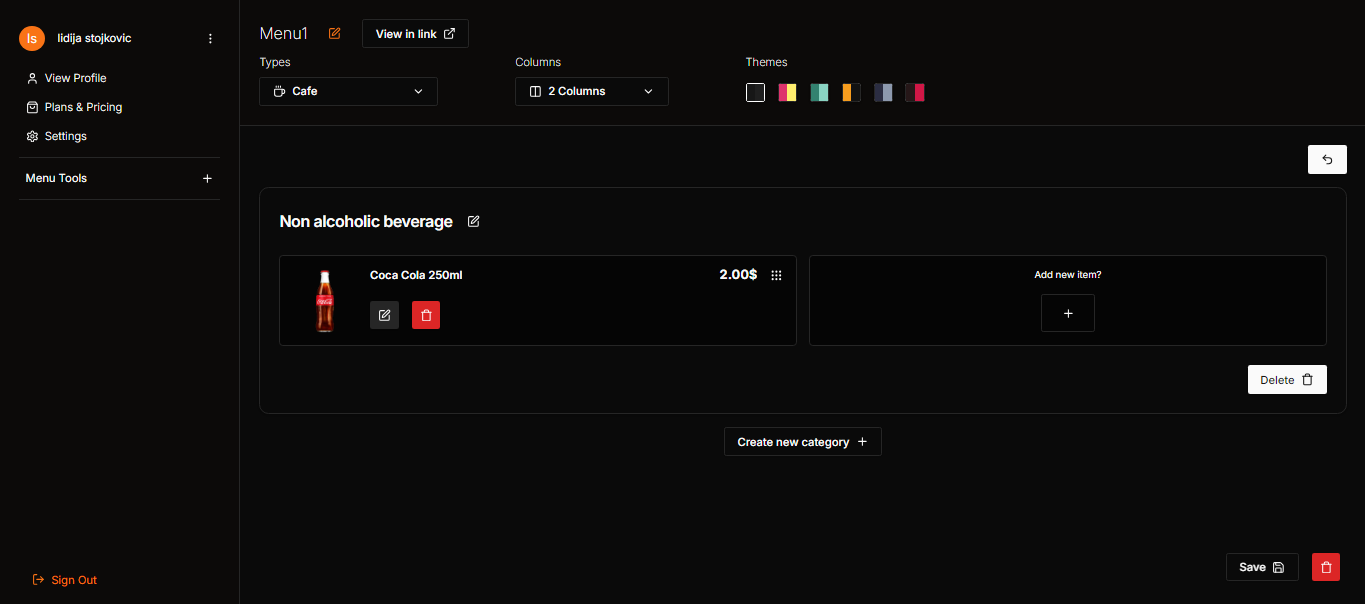 ls
lidija stojkovic
View Profile
Plans & Pricing
Settings
Menu Tools
Sign Out
Menu1
View in link
Types
Columns
Themes
Cafe
2 Columns
Non alcoholic beverage
Coca Cola 250ml
2.00$
Add new item?
Delete
Create new category
Save